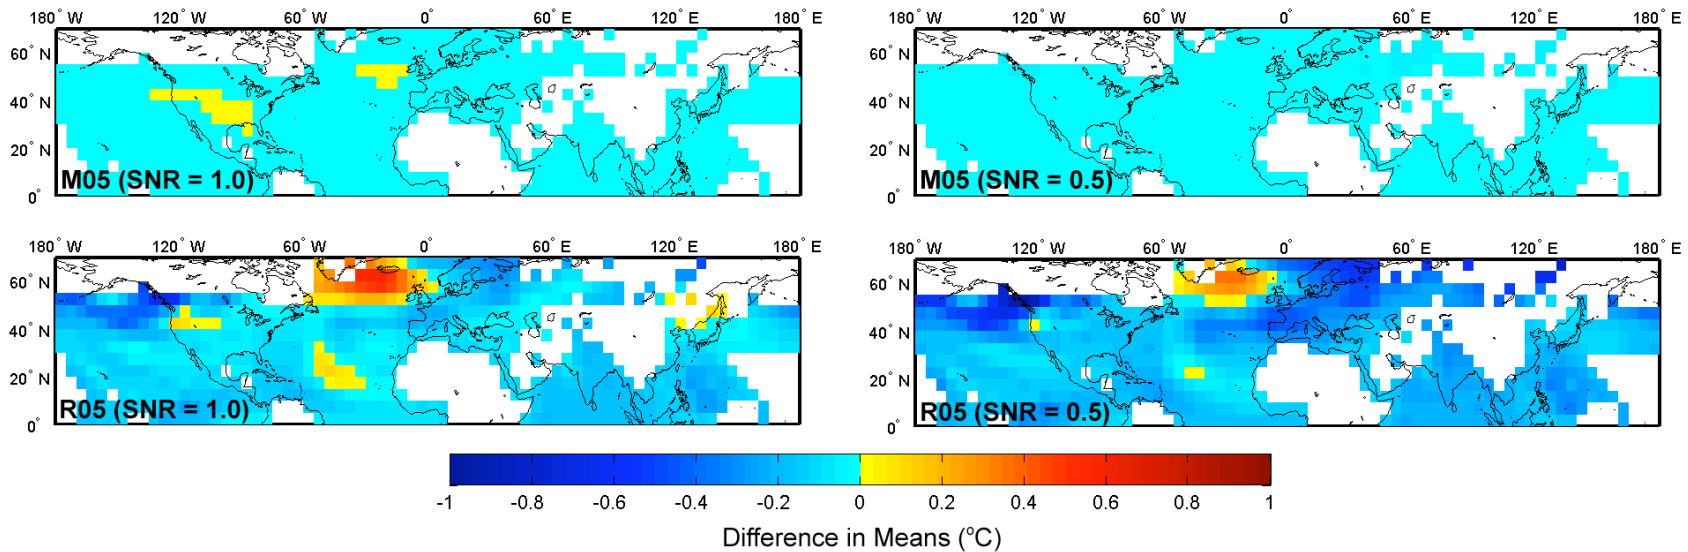 180° W 120° W 60° W 0° 60° E 120° E 180° E
60° N
40° N
20° N
0°
M05 (SNR = 1.0)
180° W 120° W 60° W 0° 60° E 120° E 180° E
60° N
40° N
20° N
0°
M05 (SNR = 0.5)
180° W 120° W 60° W 0° 60° E 120° E 180° E
60° N
40° N
20° N
0°
R05 (SNR = 1.0)
180° W 120° W 60° W 0° 60° E 120° E 180° E
60° N
40° N
20° N
0°
R05 (SNR = 0.5)
-1 -0.8 -0.6 -0.4 -0.2 0 0.2 0.4 0.6 0.8 1
Difference in Means (°C)